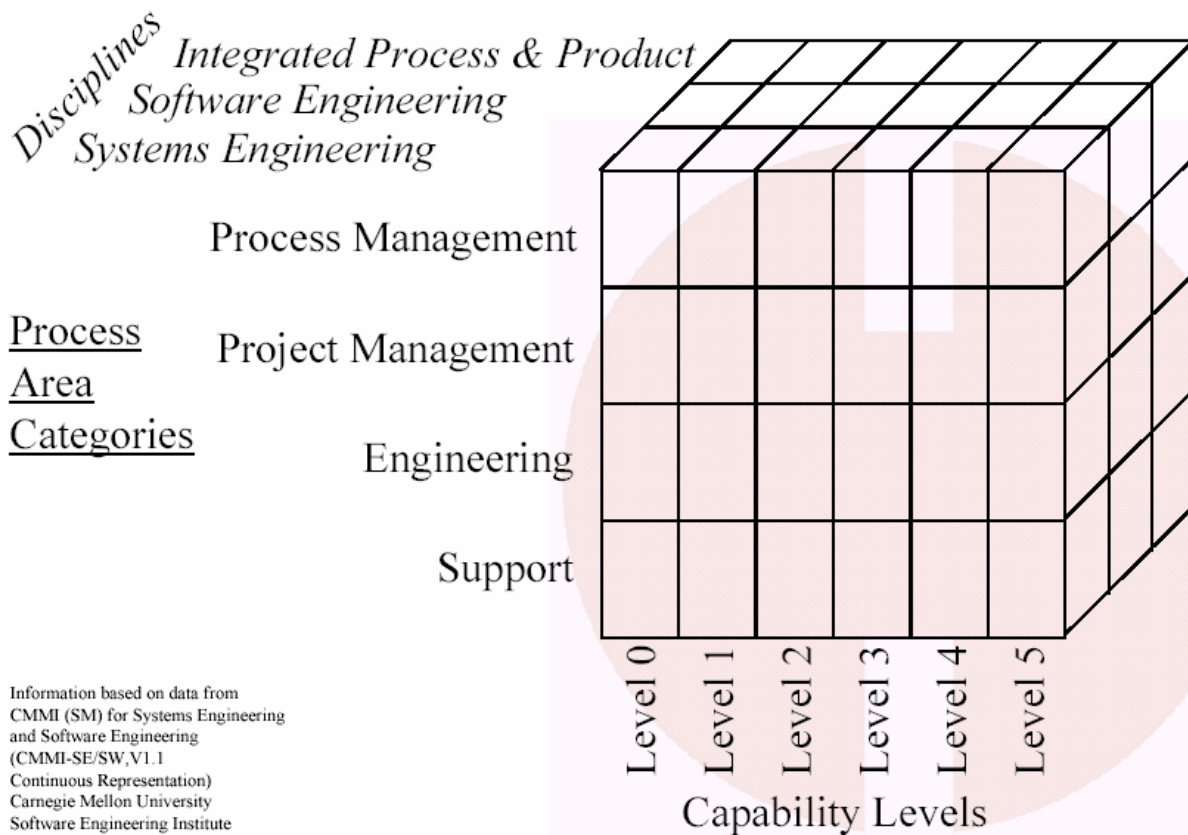 Disciplines
Integrated Process & Product
Software Engineering
Systems Engineering
Process Management
Process
Area
Categories
Project Management
Engineering
Support
Level 0
Level 1
Level 2
Level 3
Level 4
Level 5
Capability Levels
Information based on data from
CMMI (SM) for Systems Engineering
and Software Engineering
(CMMI-SE/SW,V1.1
Continuous Representation)
Carnegie Mellon University
Software Engineering Institute